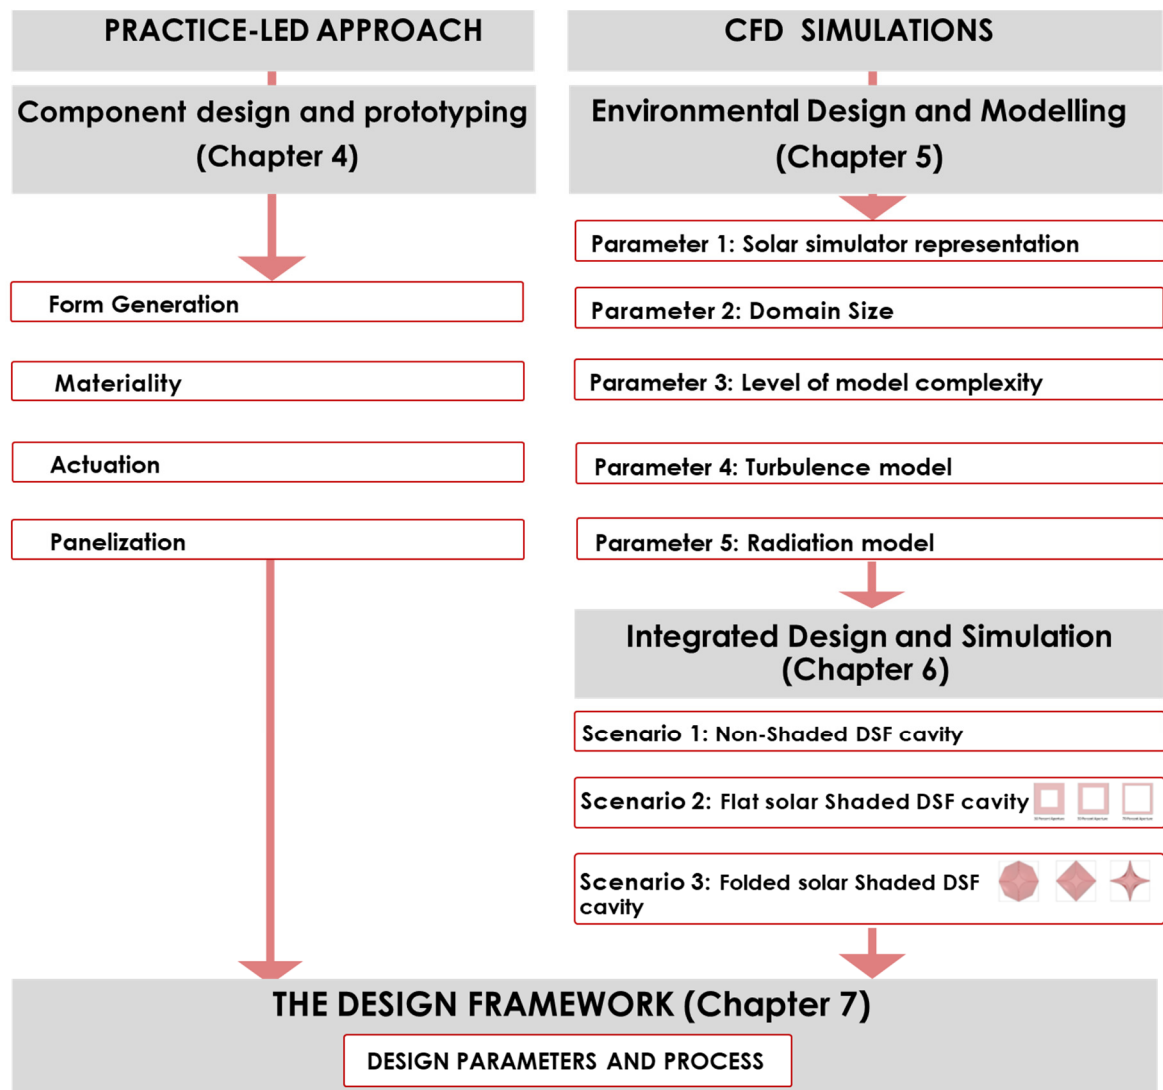 PRACTICE-LED APPROACH
Component design and prototyping
(Chapter 4)
Form Generation
Materiality
Actuation
Panelization
CFD SIMULATIONS
Environmental Design and Modelling
(Chapter 5)
Parameter 1: Solar simulator representation
Parameter 2: Domain Size
Parameter 3: Level of model complexity
Parameter 4: Turbulence model
Parameter 5: Radiation model
Integrated Design and Simulation
(Chapter 6)
Scenario 1: Non-Shaded DSF cavity
Scenario 2: Flat solar Shaded DSF cavity
Scenario 3: Folded solar Shaded DSF
cavity
THE DESIGN FRAMEWORK (Chapter 7)
DESIGN PARAMETERS AND PROCESS